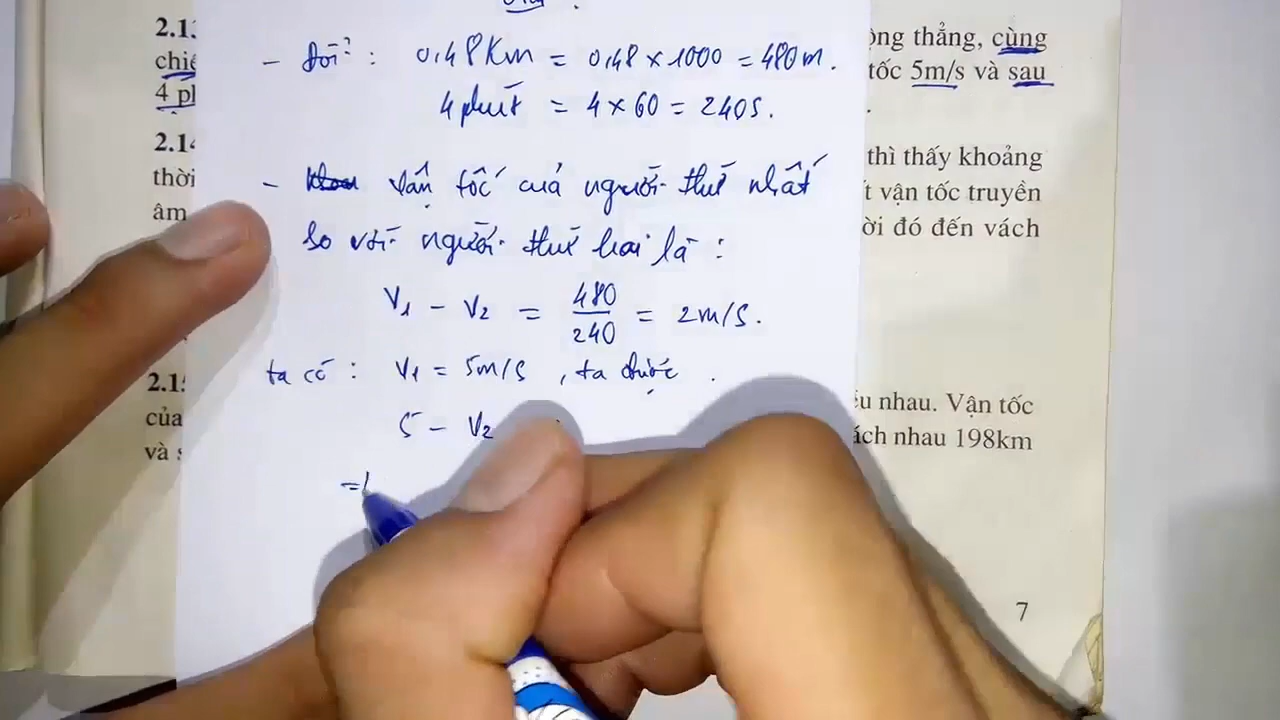 2.1
chiế
4 ph
- Đổi : 0,48 Km = 0,48 x 1000 = 480m.
4 phút = 4 x 60 = 240s.
- vận tốc của người thứ nhất
so với người thứ hai là :
V1 - V2 = 480/240 = 2m/s.
ta có : V1 = 5m/s , ta được .
5 - V2
=
ộng thẳng, cùng
tốc 5m/s và sau
2.14
thời
âm
thì thấy khoảng
t vận tốc truyền
ời đó đến vách
2.15
của
và s
u nhau. Vận tốc
ách nhau 198km
7